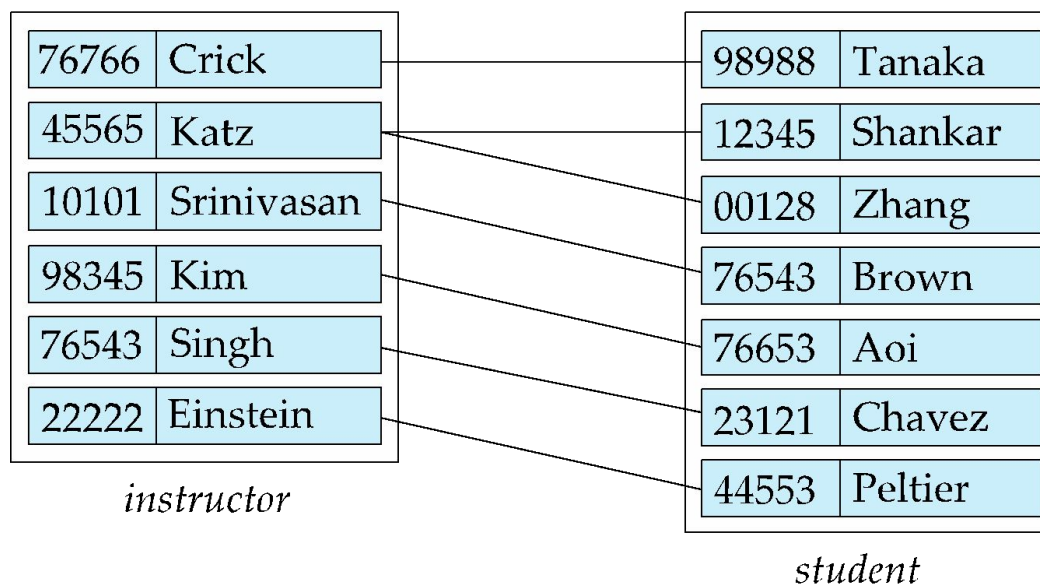 76766 Crick
45565 Katz
10101 Srinivasan
98345 Kim
76543 Singh
22222 Einstein
instructor
98988 Tanaka
12345 Shankar
00128 Zhang
76543 Brown
76653 Aoi
23121 Chavez
44553 Peltier
student